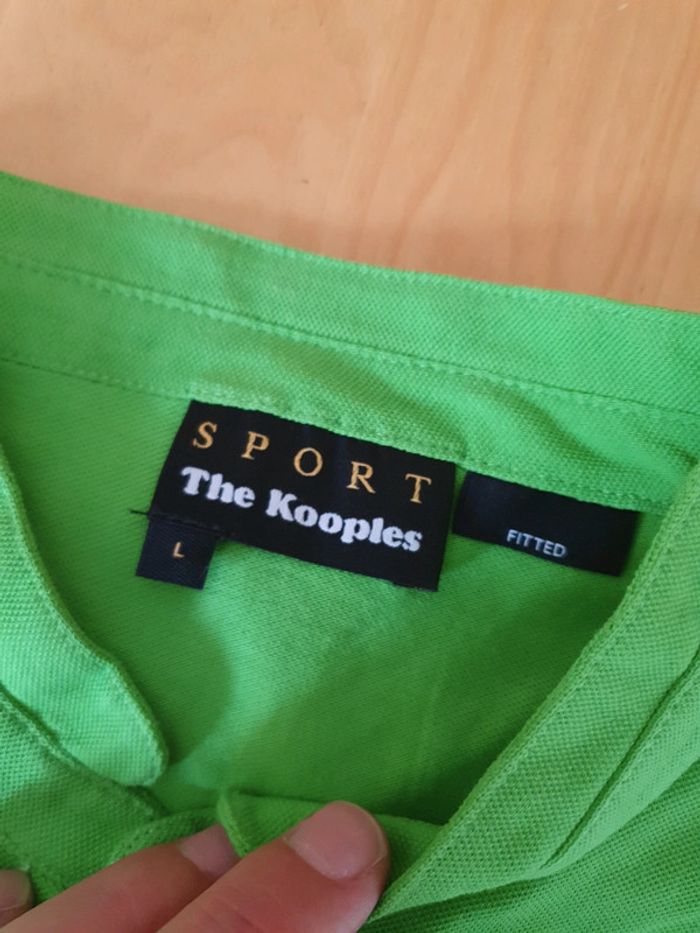 SPORT
The Kooples
L
FITTED